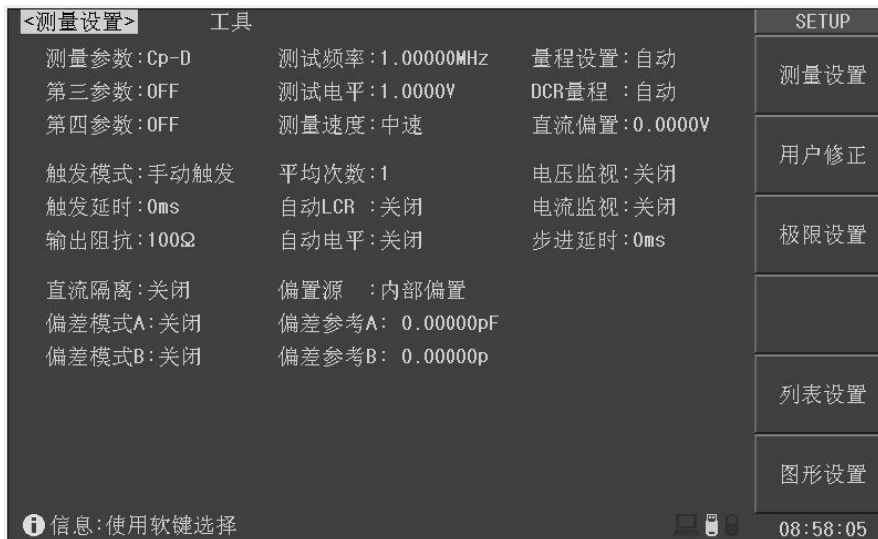 <测量设置> 工具 SETUP
测量参数:Cp-D 测试频率:1.00000MHz 量程设置:自动
第三参数:OFF 测试电平:1.0000V DCR量程 :自动
第四参数:OFF 测量速度:中速 直流偏置:0.0000V
触发模式:手动触发 平均次数:1 电压监视:关闭
触发延时:0ms 自动LCR :关闭 电流监视:关闭
输出阻抗:100Ω 自动电平:关闭 步进延时:0ms
直流隔离:关闭 偏置源 :内部偏置
偏差模式A:关闭 偏差参考A: 0.00000pF
偏差模式B:关闭 偏差参考B: 0.00000p
测量设置
用户修正
极限设置
列表设置
图形设置
信息:使用软键选择 08:58:05